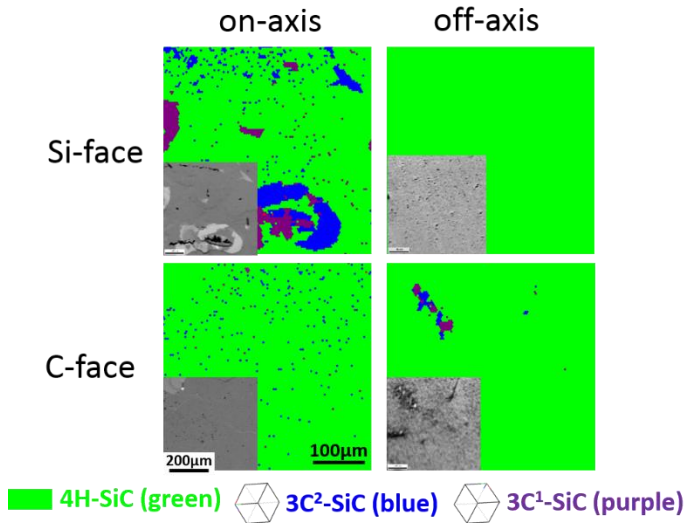 on-axis off-axis
Si-face
C-face
200μm 100μm
4H-SiC (green) 3C²-SiC (blue) 3C¹-SiC (purple)